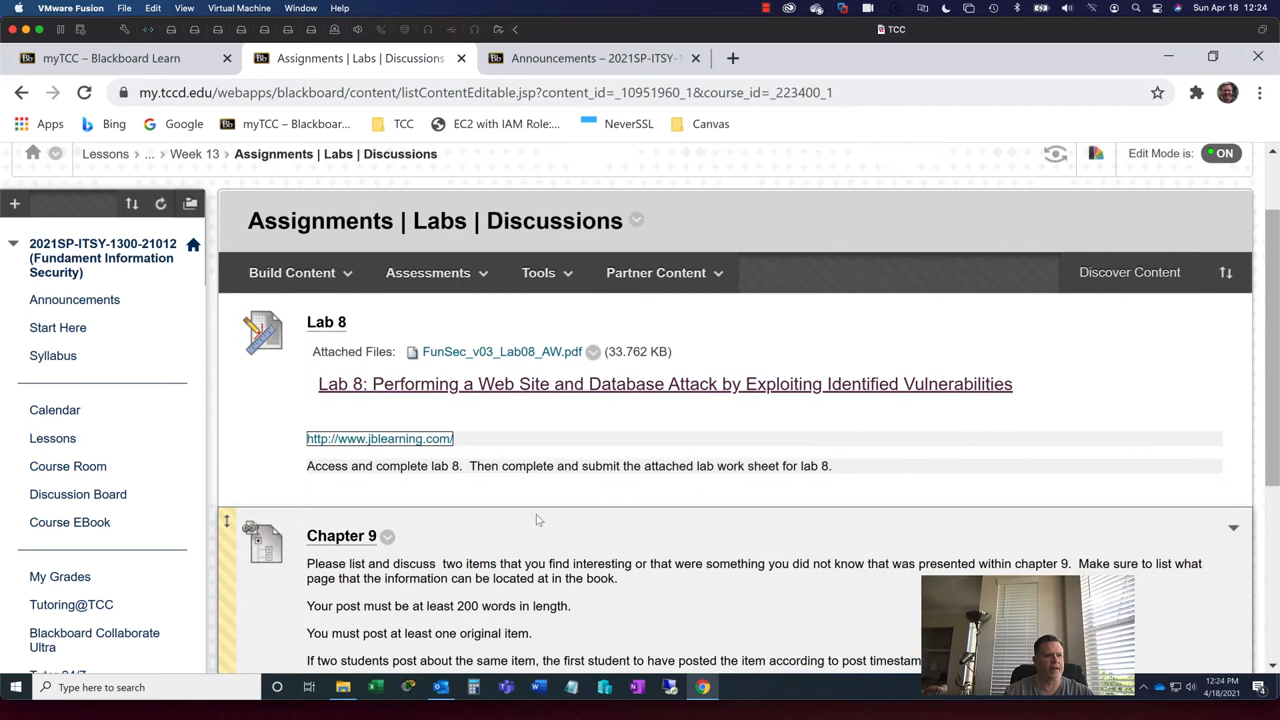 VMware Fusion File Edit View Virtual Machine Window Help Sun Apr 18 12:24
TCC
myTCC – Blackboard Learn
Assignments | Labs | Discussions
Announcements – 2021SP-ITSY-1
my.tccd.edu/webapps/blackboard/content/listContentEditable.jsp?content_id=_10951960_1&course_id=_223400_1
Apps Bing Google myTCC – Blackboar... TCC EC2 with IAM Role:... NeverSSL Canvas
Lessons ... Week 13 Assignments | Labs | Discussions Edit Mode is: ON
2021SP-ITSY-1300-21012
(Fundament Information
Security)
Announcements
Start Here
Syllabus
Calendar
Lessons
Course Room
Discussion Board
Course EBook
My Grades
Tutoring@TCC
Blackboard Collaborate
Ultra
Assignments | Labs | Discussions
Build Content Assessments Tools Partner Content Discover Content
Lab 8
Attached Files: FunSec_v03_Lab08_AW.pdf (33.762 KB)
Lab 8: Performing a Web Site and Database Attack by Exploiting Identified Vulnerabilities
http://www.jblearning.com/
Access and complete lab 8. Then complete and submit the attached lab work sheet for lab 8.
Chapter 9
Please list and discuss two items that you find interesting or that were something you did not know that was presented within chapter 9. Make sure to list what
page that the information can be located at in the book.
Your post must be at least 200 words in length.
You must post at least one original item.
If two students post about the same item, the first student to have posted the item according to post timestam
Type here to search
12:24 PM
4/18/2021